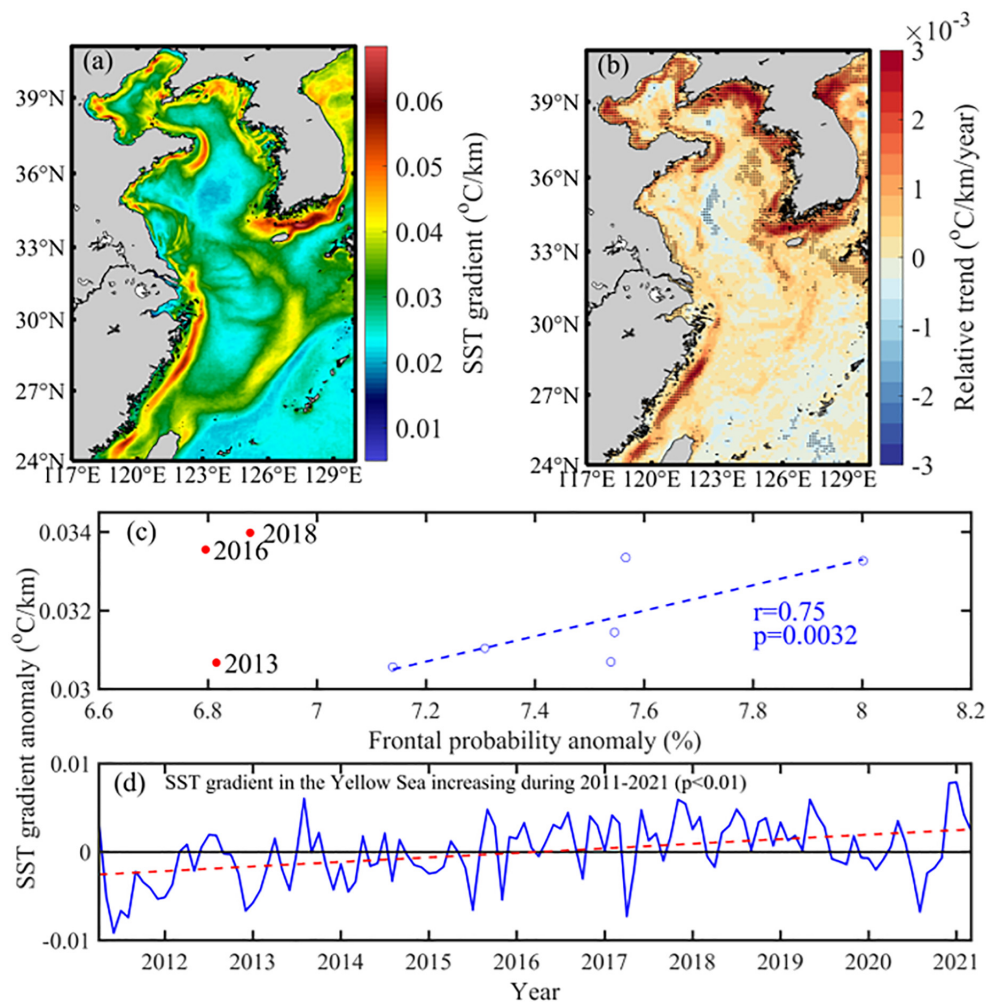 (a)
39°N
36°N
33°N
30°N
27°N
24°N
117°E 120°E 123°E 126°E 129°E
0.06
0.05
0.04
0.03
0.02
0.01
SST gradient (°C/km)
(b)
39°N
36°N
33°N
30°N
27°N
24°N
117°E 120°E 123°E 126°E 129°E
×10-3
3
2
1
0
-1
-2
-3
Relative trend (°C/km/year)
(c)
0.034
0.032
0.03
2018
2016
2013
r=0.75
p=0.0032
6.6 6.8 7 7.2 7.4 7.6 7.8 8 8.2
Frontal probability anomaly (%)
SST gradient anomaly (°C/km)
(d) SST gradient in the Yellow Sea increasing during 2011-2021 (p<0.01)
0.01
0
-0.01
2012 2013 2014 2015 2016 2017 2018 2019 2020 2021
Year